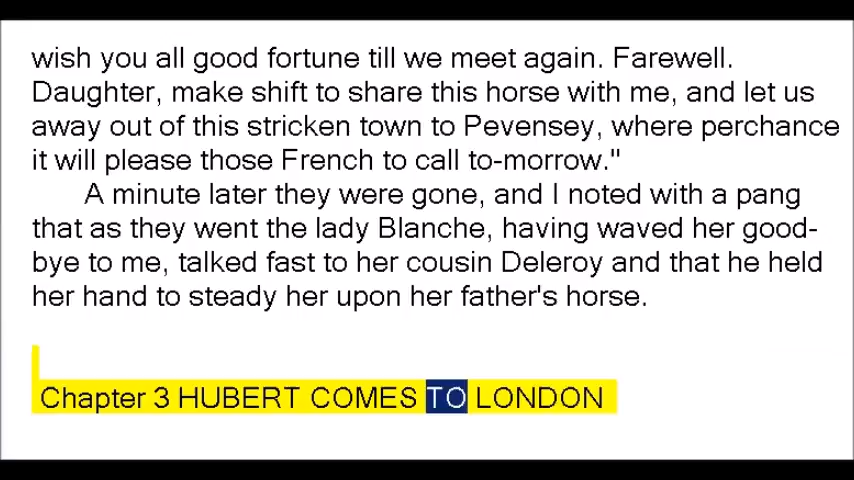 wish you all good fortune till we meet again. Farewell.
Daughter, make shift to share this horse with me, and let us
away out of this stricken town to Pevensey, where perchance
it will please those French to call to-morrow."
A minute later they were gone, and I noted with a pang
that as they went the lady Blanche, having waved her good-
bye to me, talked fast to her cousin Deleroy and that he held
her hand to steady her upon her father's horse.
Chapter 3 HUBERT COMES TO LONDON